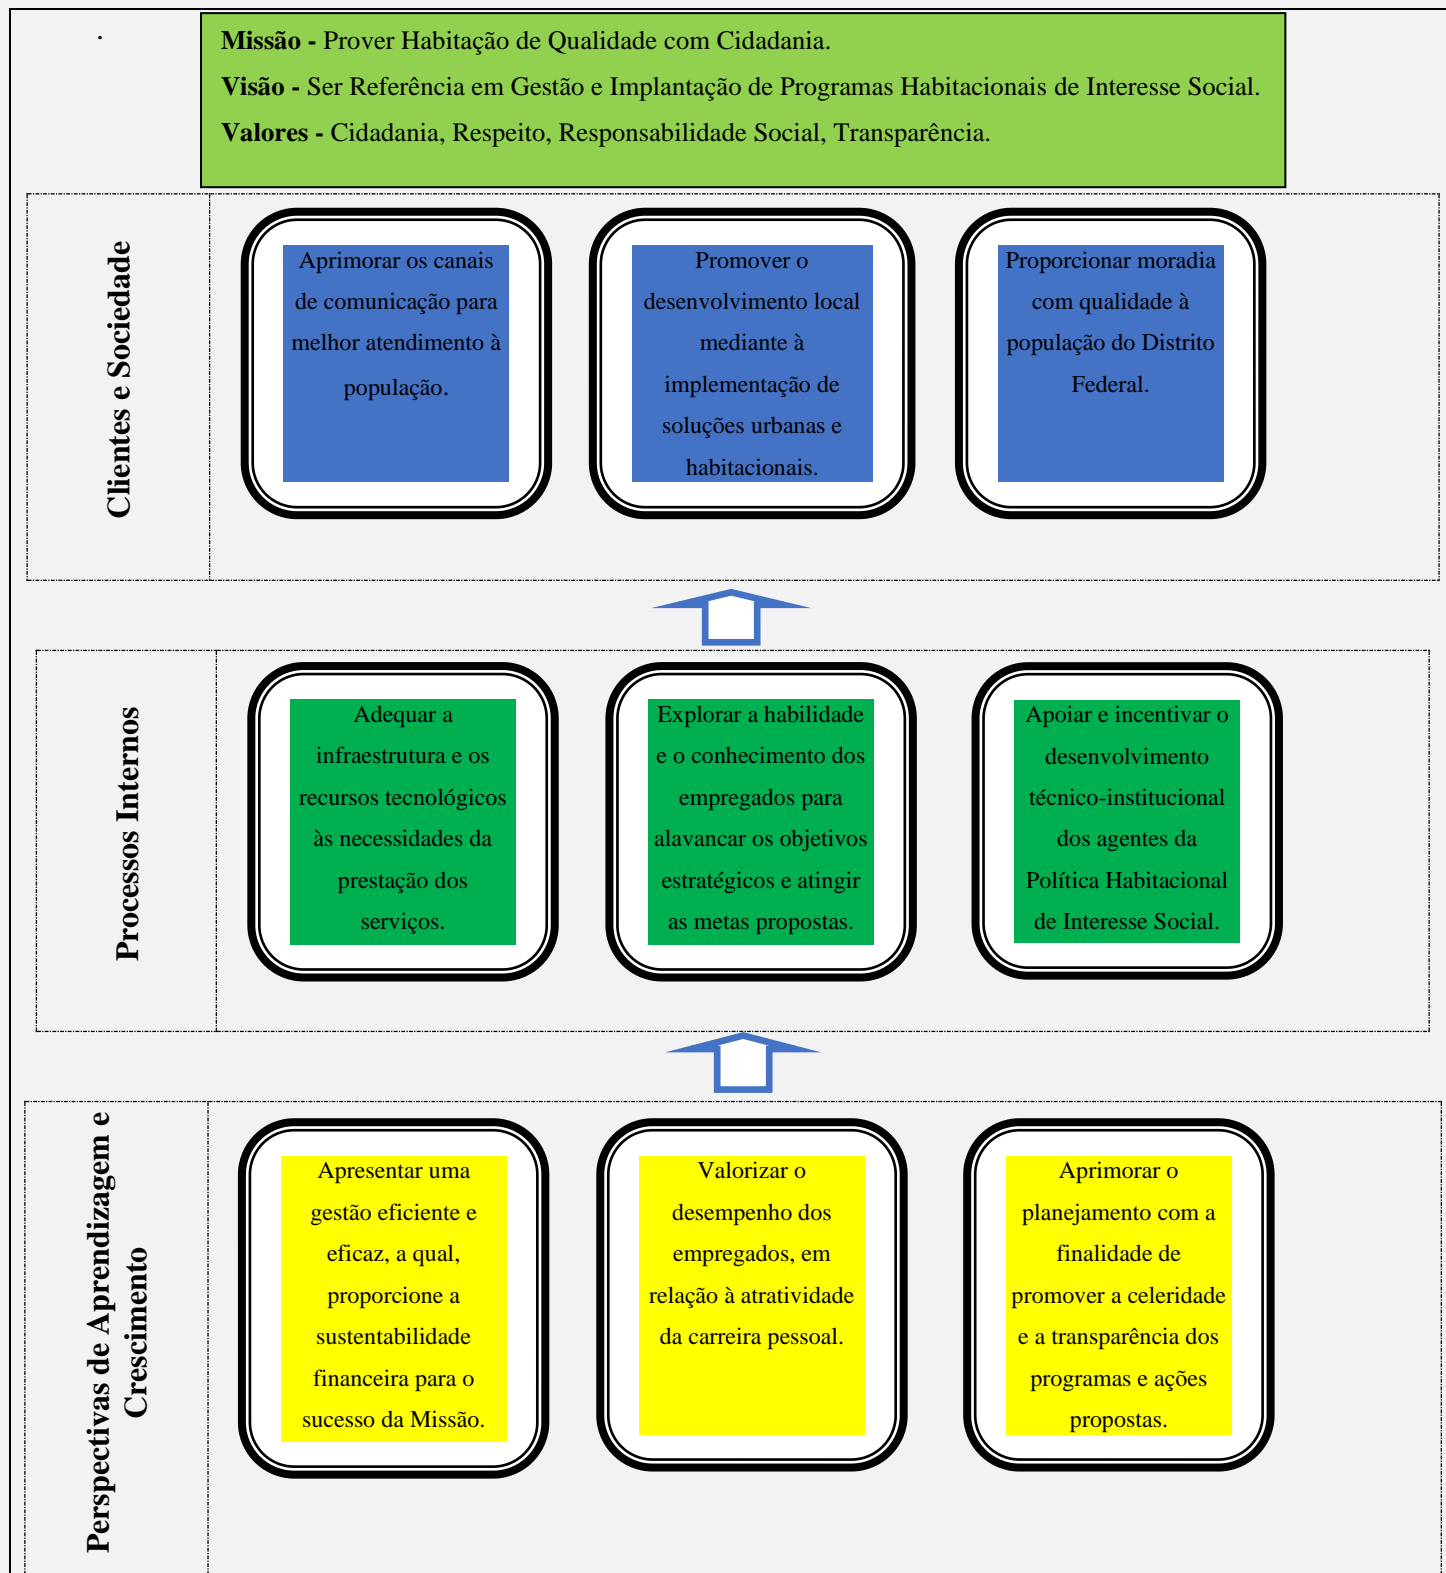 .
Missão - Prover Habitação de Qualidade com Cidadania.
Visão - Ser Referência em Gestão e Implantação de Programas Habitacionais de Interesse Social.
Valores - Cidadania, Respeito, Responsabilidade Social, Transparência.
Clientes e Sociedade
Aprimorar os canais
de comunicação para
melhor atendimento à
população.
Promover o
desenvolvimento local
mediante à
implementação de
soluções urbanas e
habitacionais.
Proporcionar moradia
com qualidade à
população do Distrito
Federal.
Processos Internos
Adequar a
infraestrutura e os
recursos tecnológicos
às necessidades da
prestação dos
serviços.
Explorar a habilidade
e o conhecimento dos
empregados para
alavancar os objetivos
estratégicos e atingir
as metas propostas.
Apoiar e incentivar o
desenvolvimento
técnico-institucional
dos agentes da
Política Habitacional
de Interesse Social.
Perspectivas de Aprendizagem e
Crescimento
Apresentar uma
gestão eficiente e
eficaz, a qual,
proporcione a
sustentabilidade
financeira para o
sucesso da Missão.
Valorizar o
desempenho dos
empregados, em
relação à atratividade
da carreira pessoal.
Aprimorar o
planejamento com a
finalidade de
promover a celeridade
e a transparência dos
programas e ações
propostas.